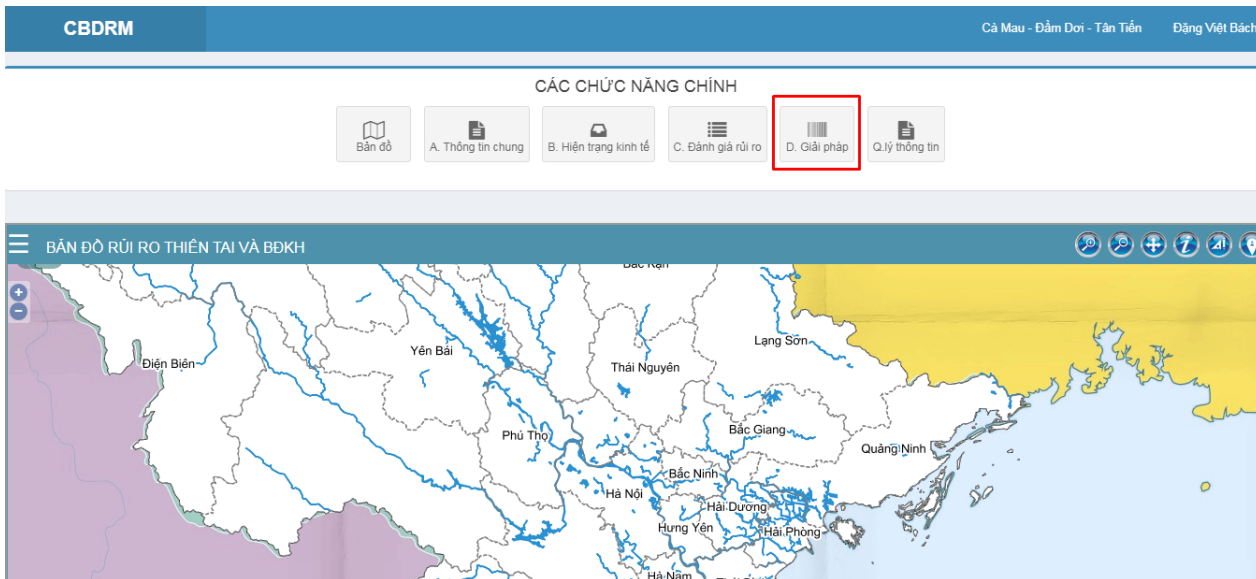 CBDRM
Cà Mau - Đầm Dơi - Tân Tiến
Đặng Việt Bách
CÁC CHỨC NĂNG CHÍNH
Bản đồ
A. Thông tin chung
B. Hiện trạng kinh tế
C. Đánh giá rủi ro
D. Giải pháp
Q.lý thông tin
BẢN ĐỒ RỦI RO THIÊN TAI VÀ BĐKH
Bắc Kạn
Lạng Sơn
Yên Bái
Điện Biên
Thái Nguyên
Phú Thọ
Bắc Giang
Quảng Ninh
Bắc Ninh
Hà Nội
Hải Dương
Hưng Yên
Hải Phòng
Hà Nam